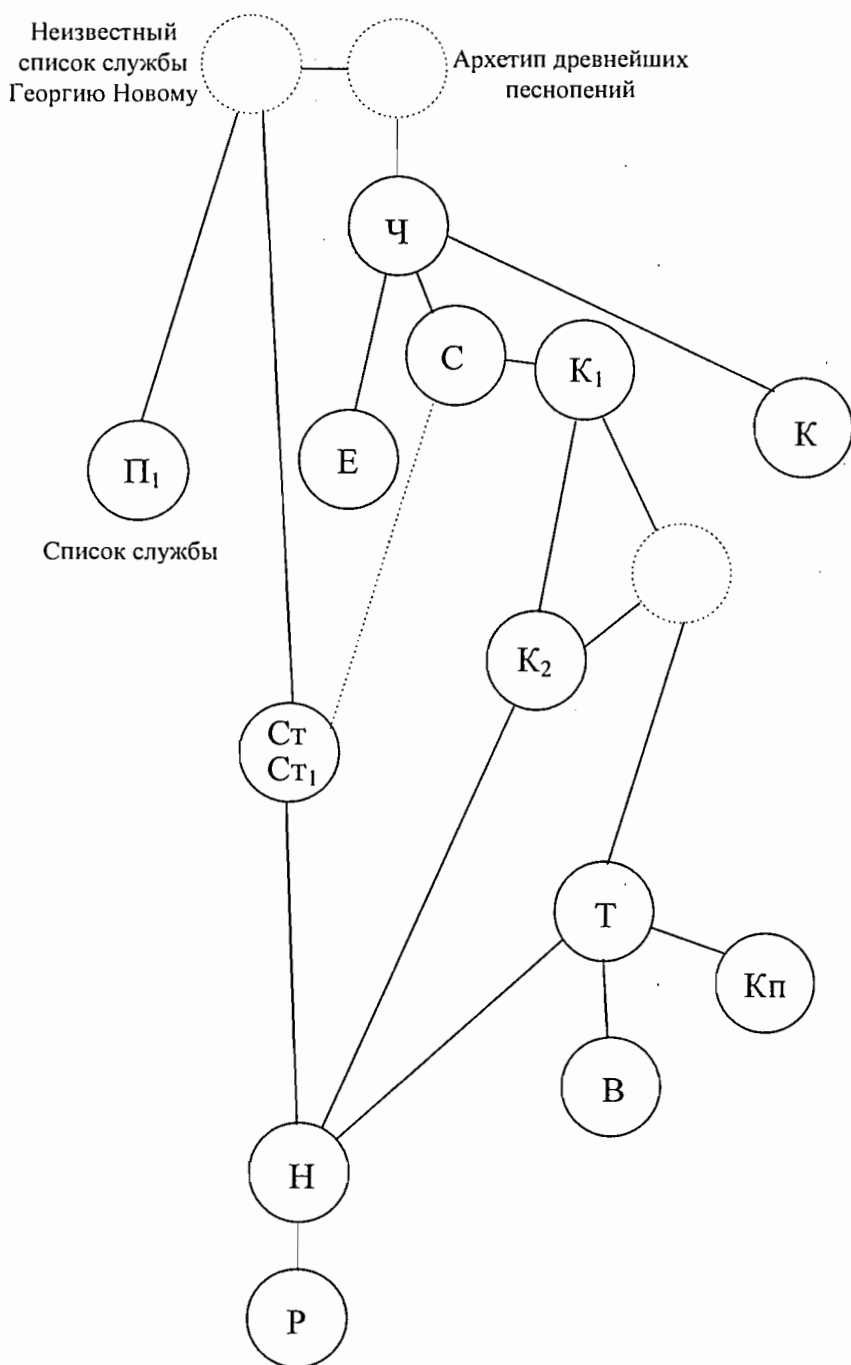 Неизвестный
список службы
Георгию Новому
Архетип древнейших
песнопений
Ч
С
К₁
К
Е
П₁
Список службы
К₂
Ст
Ст₁
Т
Кп
В
Н
Р